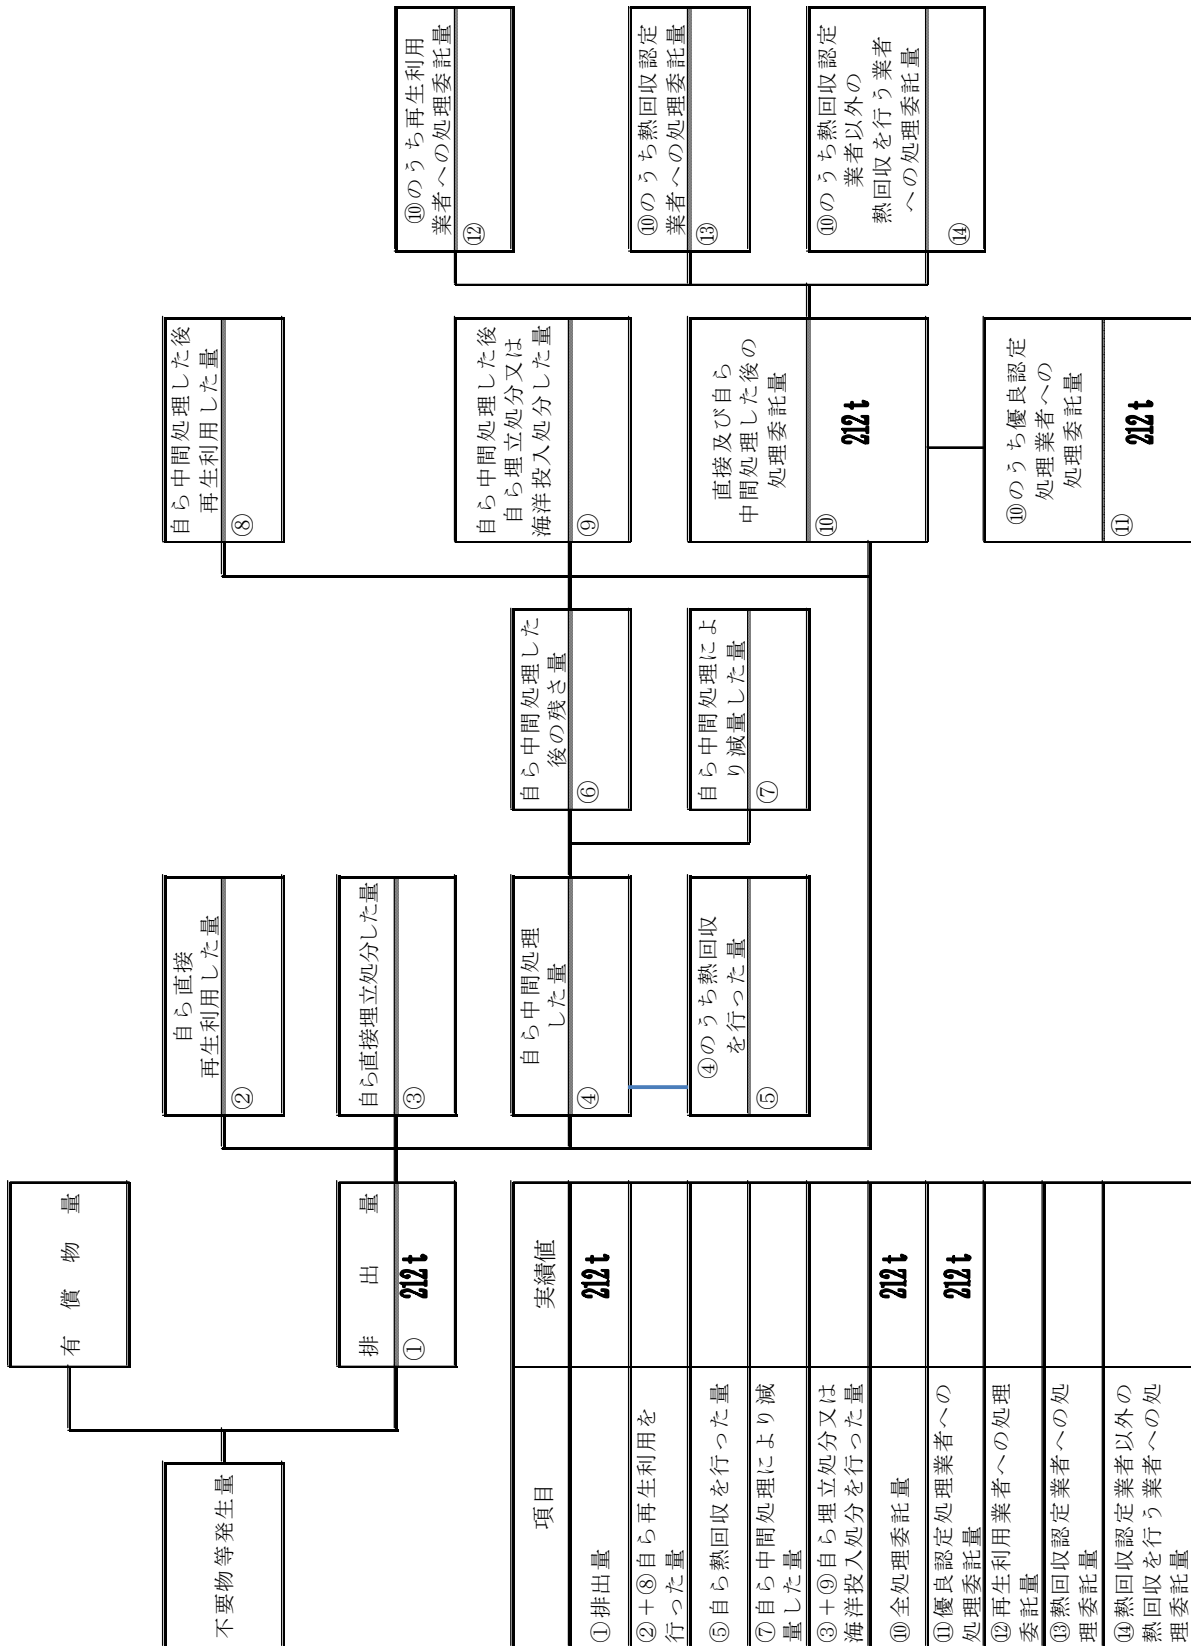 不要物等発生量
有償物量
排出量
①
212t
自ら直接
再生利用した量
②
自ら直接埋立処分した量
③
自ら中間処理
した量
④
④のうち熱回収
を行った量
⑤
自ら中間処理した
後の残さ量
⑥
自ら中間処理によ
り減量した量
⑦
自ら中間処理した後
再生利用した量
⑧
自ら中間処理した後
自ら埋立処分又は
海洋投入処分した量
⑨
直接及び自ら
中間処理した後の
処理委託量
⑩
212t
⑩のうち優良認定
処理業者への
処理委託量
⑪
212t
⑩のうち再生利用
業者への処理委託量
⑫
⑩のうち熱回収認定
業者への処理委託量
⑬
⑩のうち熱回収認定
業者以外の
熱回収を行う業者
への処理委託量
⑭
項目 実績値
①排出量 212t
②+⑧自ら再生利用を
行った量
⑤自ら熱回収を行った量
⑦自ら中間処理により減
量した量
③+⑨自ら埋立処分又は
海洋投入処分を行った量
⑩全処理委託量 212t
⑪優良認定処理業者への
処理委託量 212t
⑫再生利用業者への処理
委託量
⑬熱回収認定業者への処
理委託量
⑭熱回収認定業者以外の
熱回収を行う業者への処
理委託量